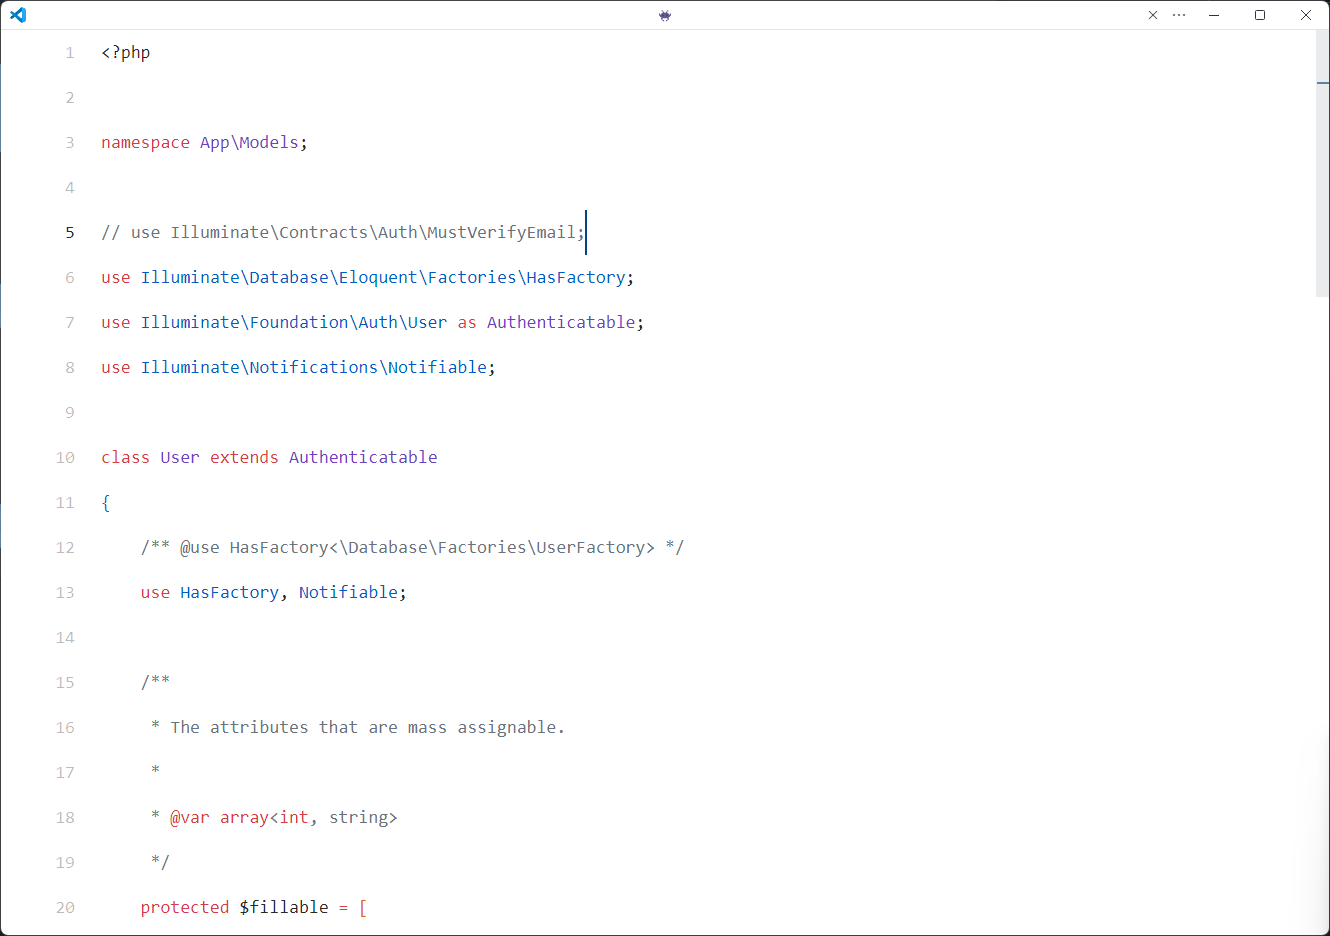 1 <?php
2
3 namespace App\Models;
4
5 // use Illuminate\Contracts\Auth\MustVerifyEmail;
6 use Illuminate\Database\Eloquent\Factories\HasFactory;
7 use Illuminate\Foundation\Auth\User as Authenticatable;
8 use Illuminate\Notifications\Notifiable;
9
10 class User extends Authenticatable
11 {
12     /** @use HasFactory<\Database\Factories\UserFactory> */
13     use HasFactory, Notifiable;
14
15     /**
16      * The attributes that are mass assignable.
17      *
18      * @var array<int, string>
19      */
20     protected $fillable = [